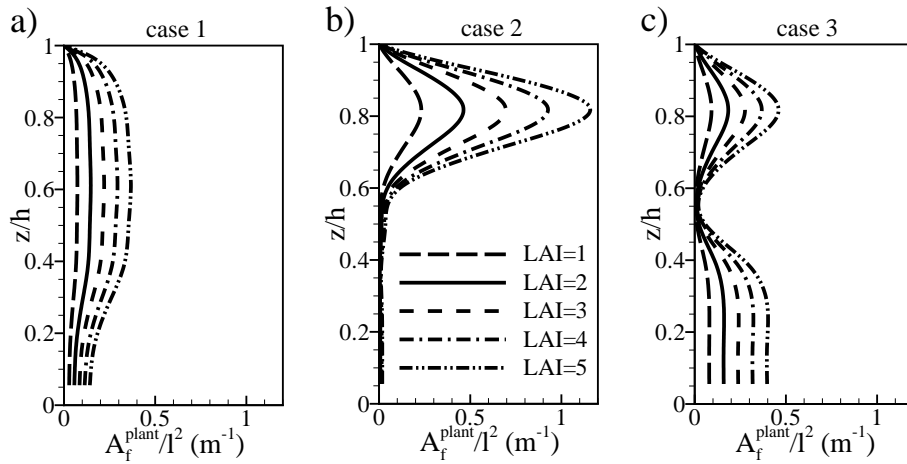 a)
case 1
z/h
1
0.8
0.6
0.4
0.2
0
0
0.5
1
A_f^plant/l² (m⁻¹)
b)
case 2
z/h
1
0.8
0.6
0.4
0.2
0
0
0.5
1
A_f^plant/l² (m⁻¹)
LAI=1
LAI=2
LAI=3
LAI=4
LAI=5
c)
case 3
z/h
1
0.8
0.6
0.4
0.2
0
0
0.5
1
A_f^plant/l² (m⁻¹)